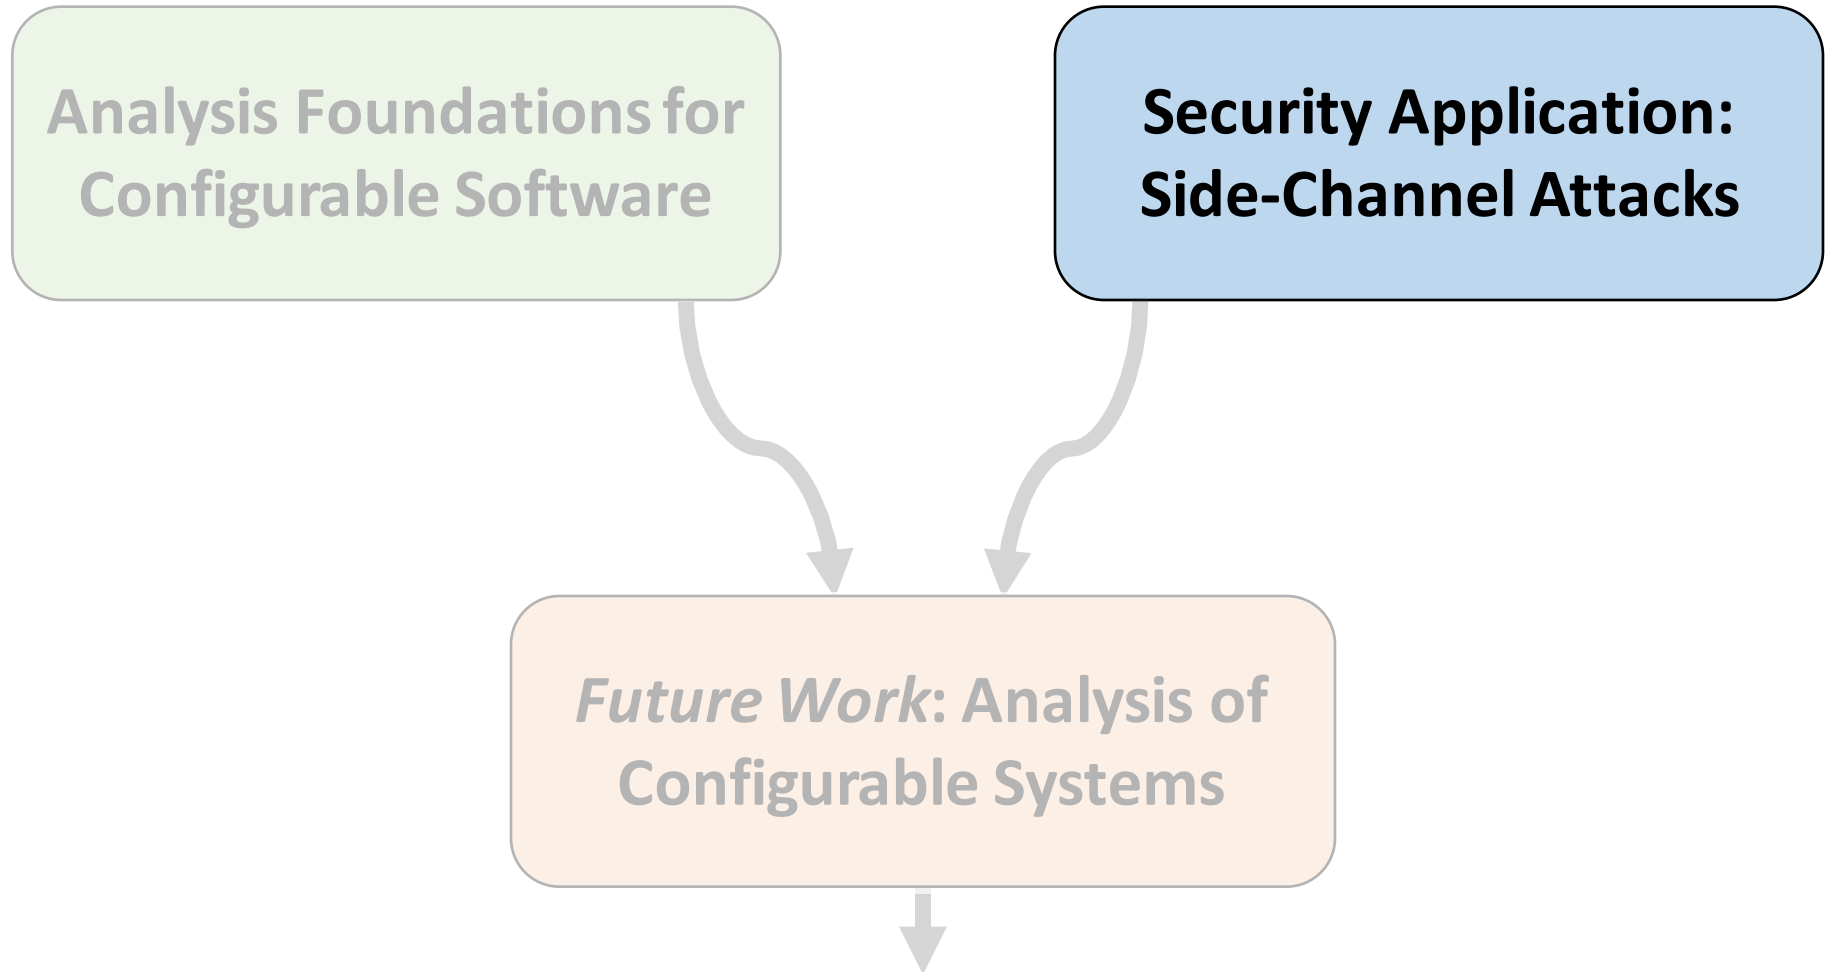 Analysis Foundations for
Configurable Software
Security Application:
Side-Channel Attacks
Future Work: Analysis of
Configurable Systems